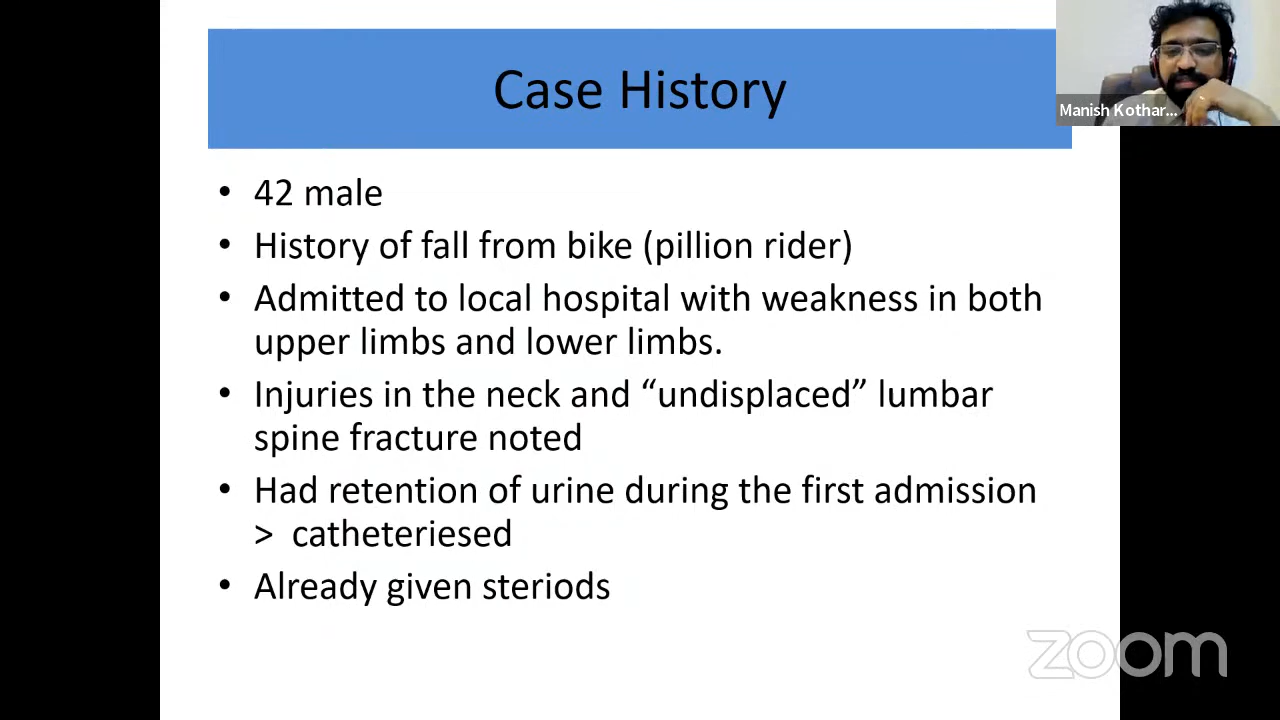 Case History
Manish Kothar...
• 42 male
• History of fall from bike (pillion rider)
• Admitted to local hospital with weakness in both
upper limbs and lower limbs.
• Injuries in the neck and “undisplaced” lumbar
spine fracture noted
• Had retention of urine during the first admission
> catheteriesed
• Already given steriods
zoom